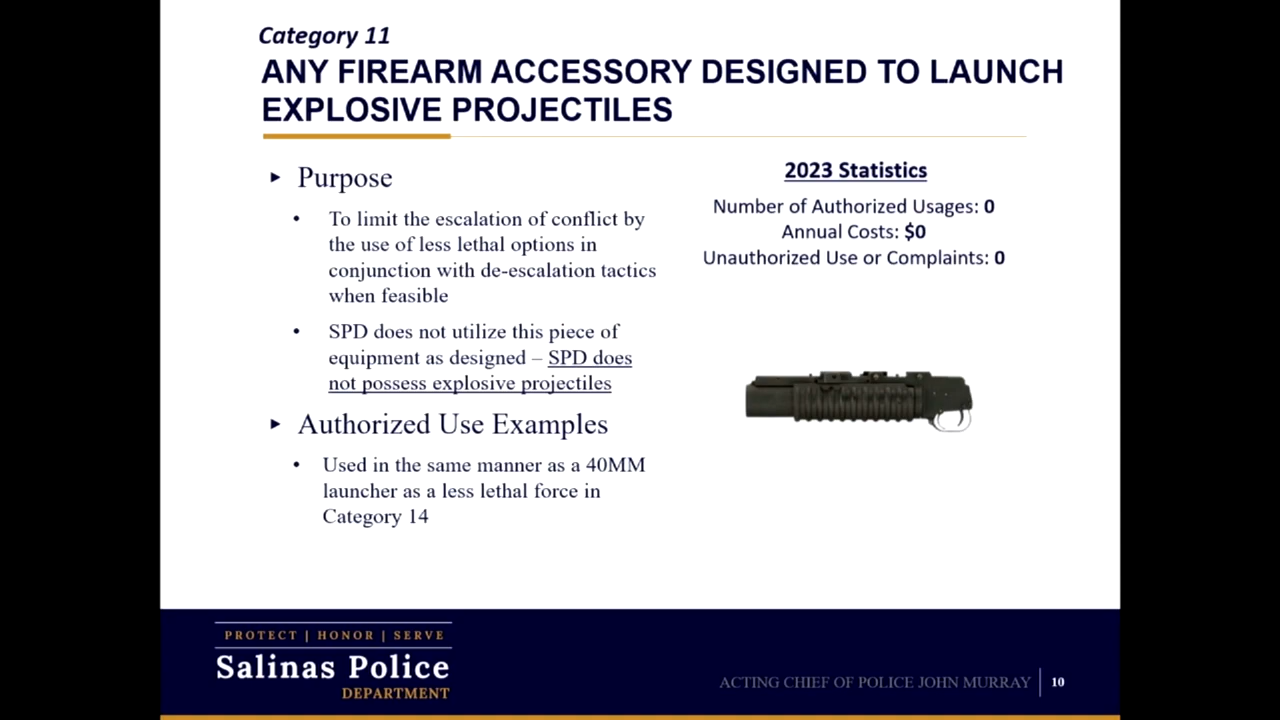 Category 11
ANY FIREARM ACCESSORY DESIGNED TO LAUNCH
EXPLOSIVE PROJECTILES
Purpose
To limit the escalation of conflict by
the use of less lethal options in
conjunction with de-escalation tactics
when feasible
SPD does not utilize this piece of
equipment as designed – SPD does
not possess explosive projectiles
Authorized Use Examples
Used in the same manner as a 40MM
launcher as a less lethal force in
Category 14
2023 Statistics
Number of Authorized Usages: 0
Annual Costs: $0
Unauthorized Use or Complaints: 0
PROTECT | HONOR | SERVE
Salinas Police
DEPARTMENT
ACTING CHIEF OF POLICE JOHN MURRAY
10